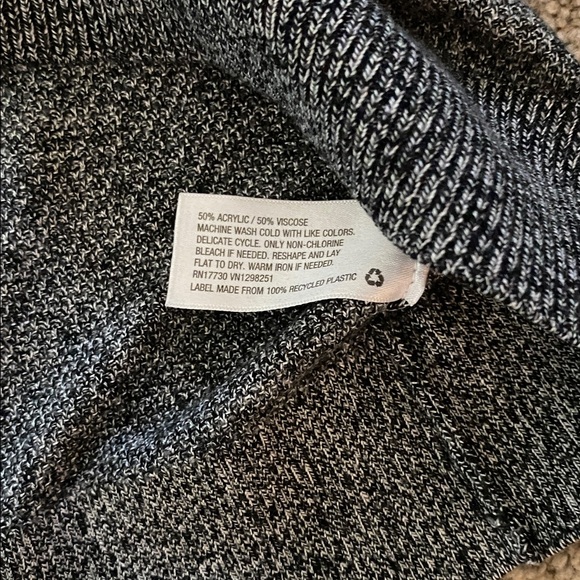 50% ACRYLIC / 50% VISCOSE
MACHINE WASH COLD WITH LIKE COLORS.
DELICATE CYCLE. ONLY NON-CHLORINE
BLEACH IF NEEDED. RESHAPE AND LAY
FLAT TO DRY. WARM IRON IF NEEDED.
RN17730 VN1298251
LABEL MADE FROM 100% RECYCLED PLASTIC